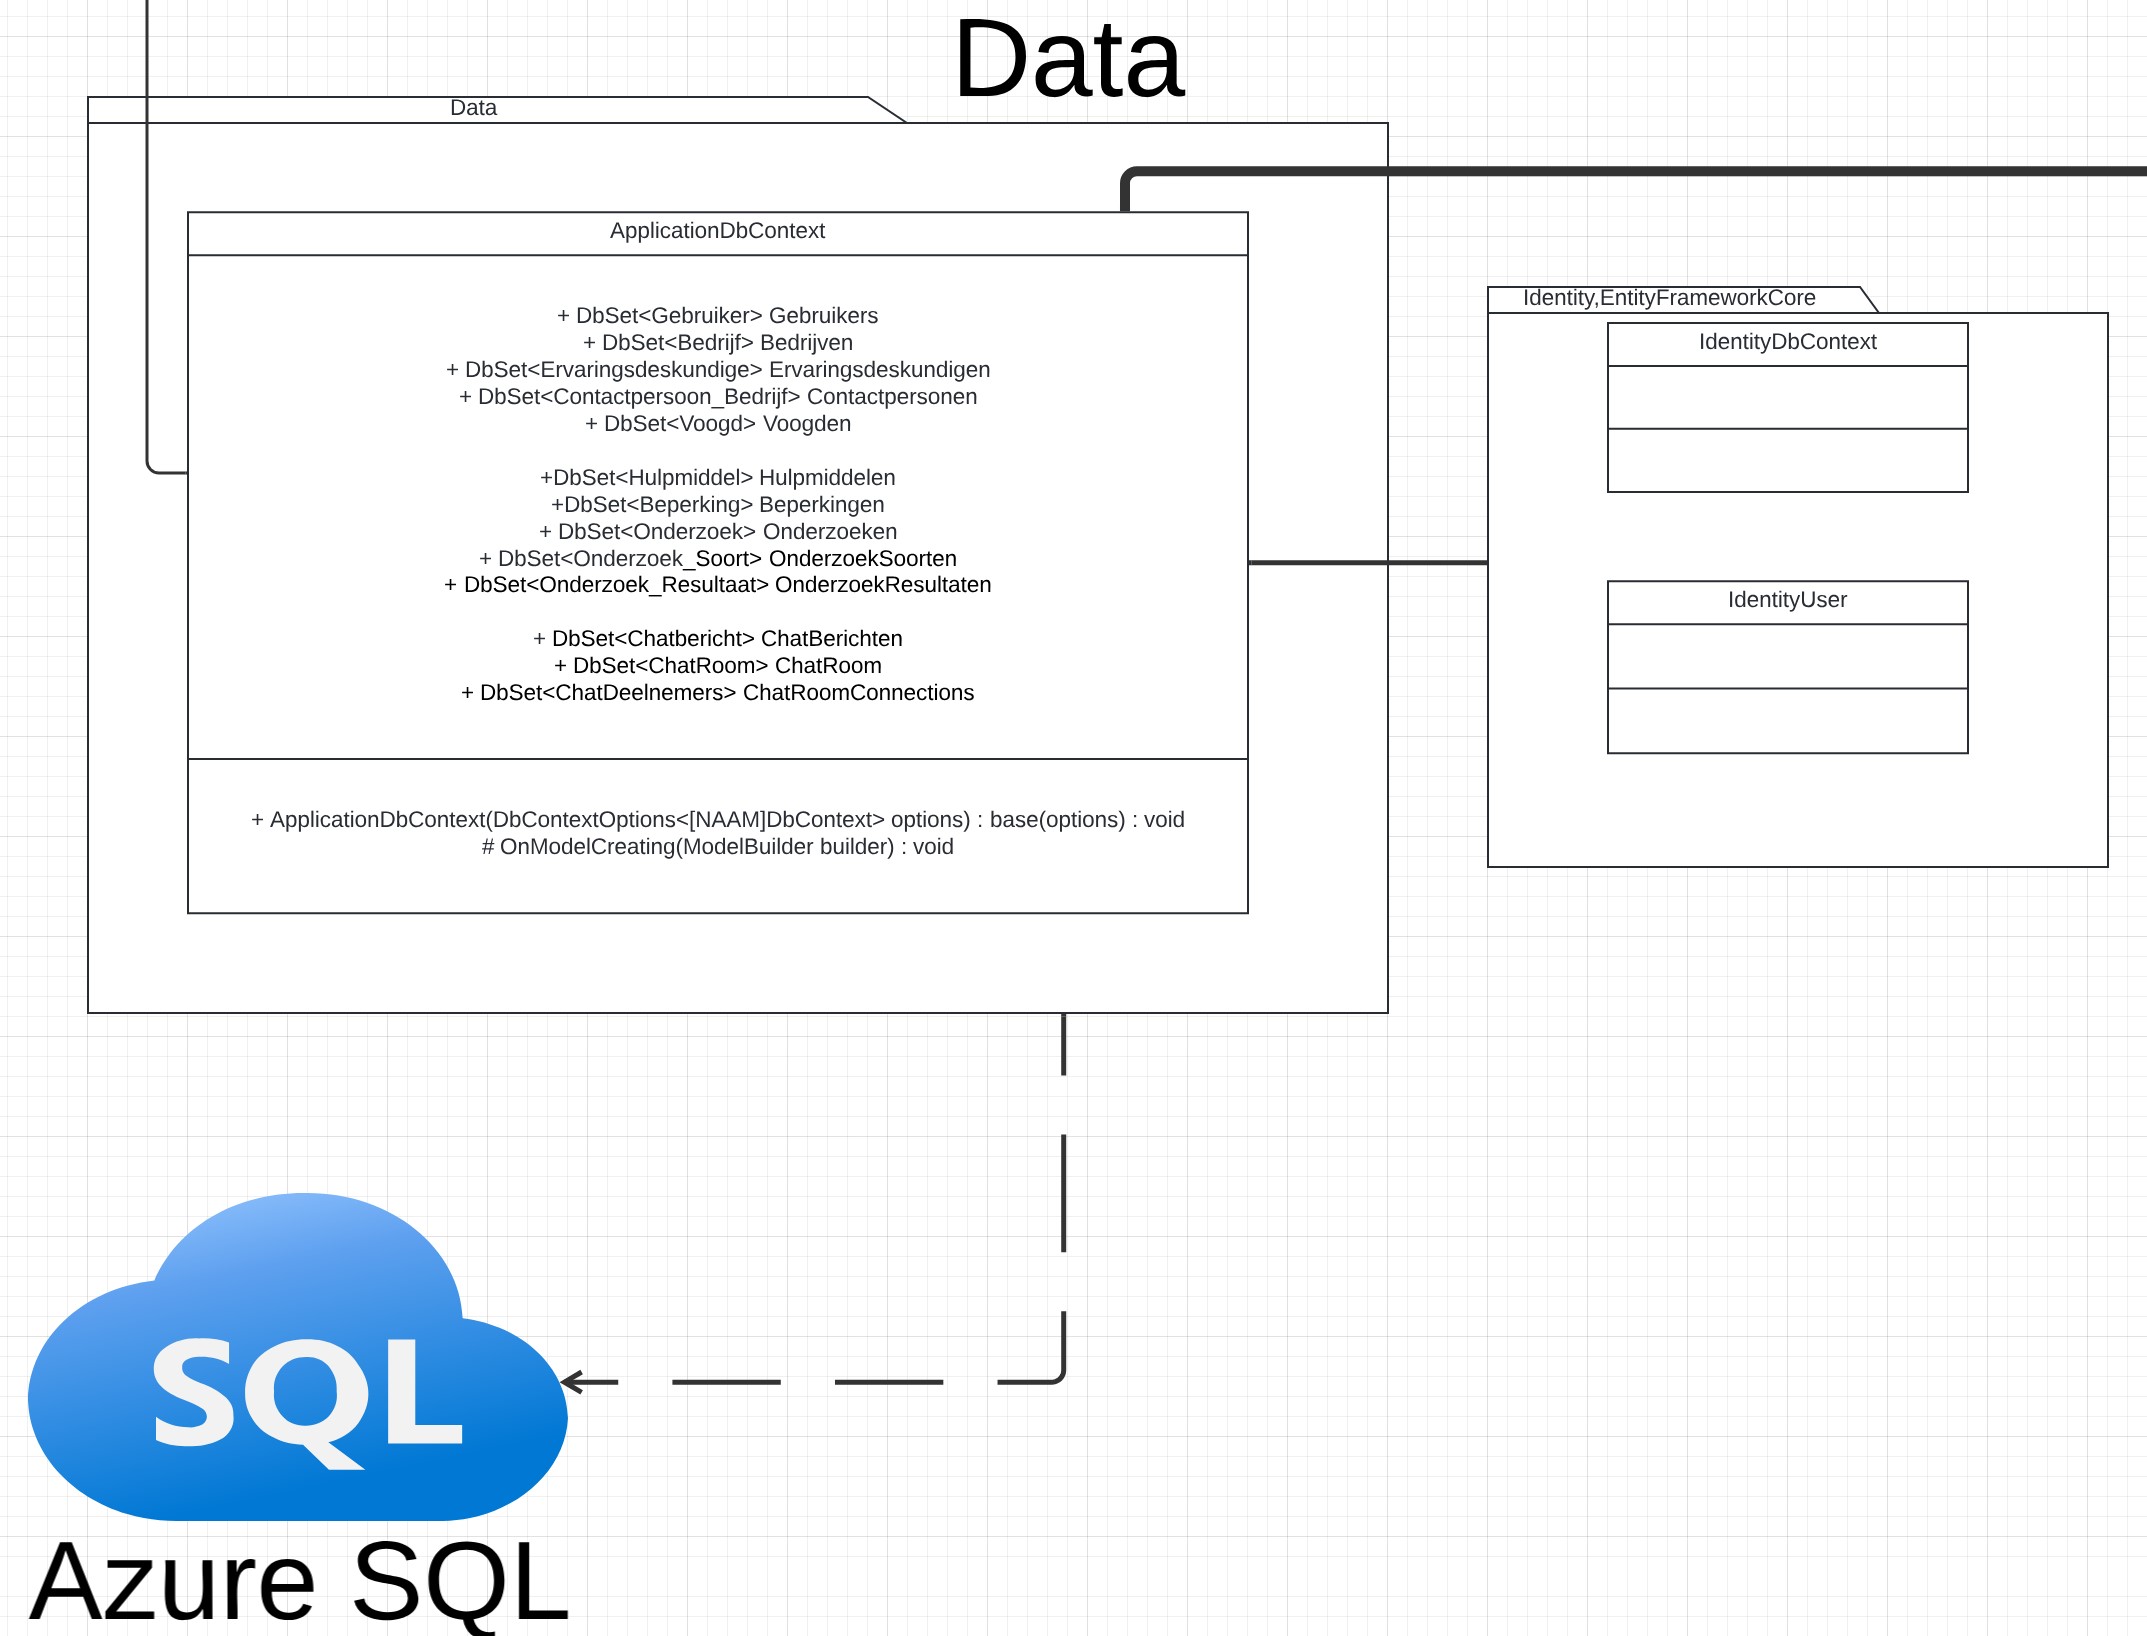 Data
Data
ApplicationDbContext
+ DbSet<Gebruiker> Gebruikers
+ DbSet<Bedrijf> Bedrijven
+ DbSet<Ervaringsdeskundige> Ervaringsdeskundigen
+ DbSet<Contactpersoon_Bedrijf> Contactpersonen
+ DbSet<Voogd> Voogden
+DbSet<Hulpmiddel> Hulpmiddelen
+DbSet<Beperking> Beperkingen
+ DbSet<Onderzoek> Onderzoeken
+ DbSet<Onderzoek_Soort> OnderzoekSoorten
+ DbSet<Onderzoek_Resultaat> OnderzoekResultaten
+ DbSet<Chatbericht> ChatBerichten
+ DbSet<ChatRoom> ChatRoom
+ DbSet<ChatDeelnemers> ChatRoomConnections
+ ApplicationDbContext(DbContextOptions<[NAAM]DbContext> options) : base(options) : void
# OnModelCreating(ModelBuilder builder) : void
Identity,EntityFrameworkCore
IdentityDbContext
IdentityUser
SQL
Azure SQL